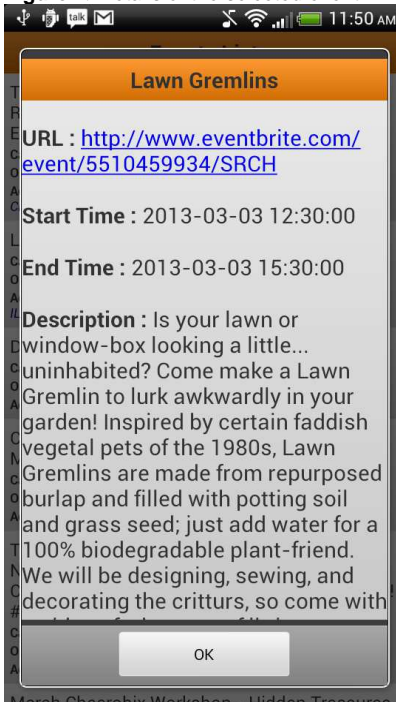 talk
11:50 AM
Lawn Gremlins
URL : http://www.eventbrite.com/
event/5510459934/SRCH
Start Time : 2013-03-03 12:30:00
End Time : 2013-03-03 15:30:00
Description : Is your lawn or
window-box looking a little...
uninhabited? Come make a Lawn
Gremlin to lurk awkwardly in your
garden! Inspired by certain faddish
vegetal pets of the 1980s, Lawn
Gremlins are made from repurposed
burlap and filled with potting soil
and grass seed; just add water for a
100% biodegradable plant-friend.
We will be designing, sewing, and
decorating the critturs, so come with
OK